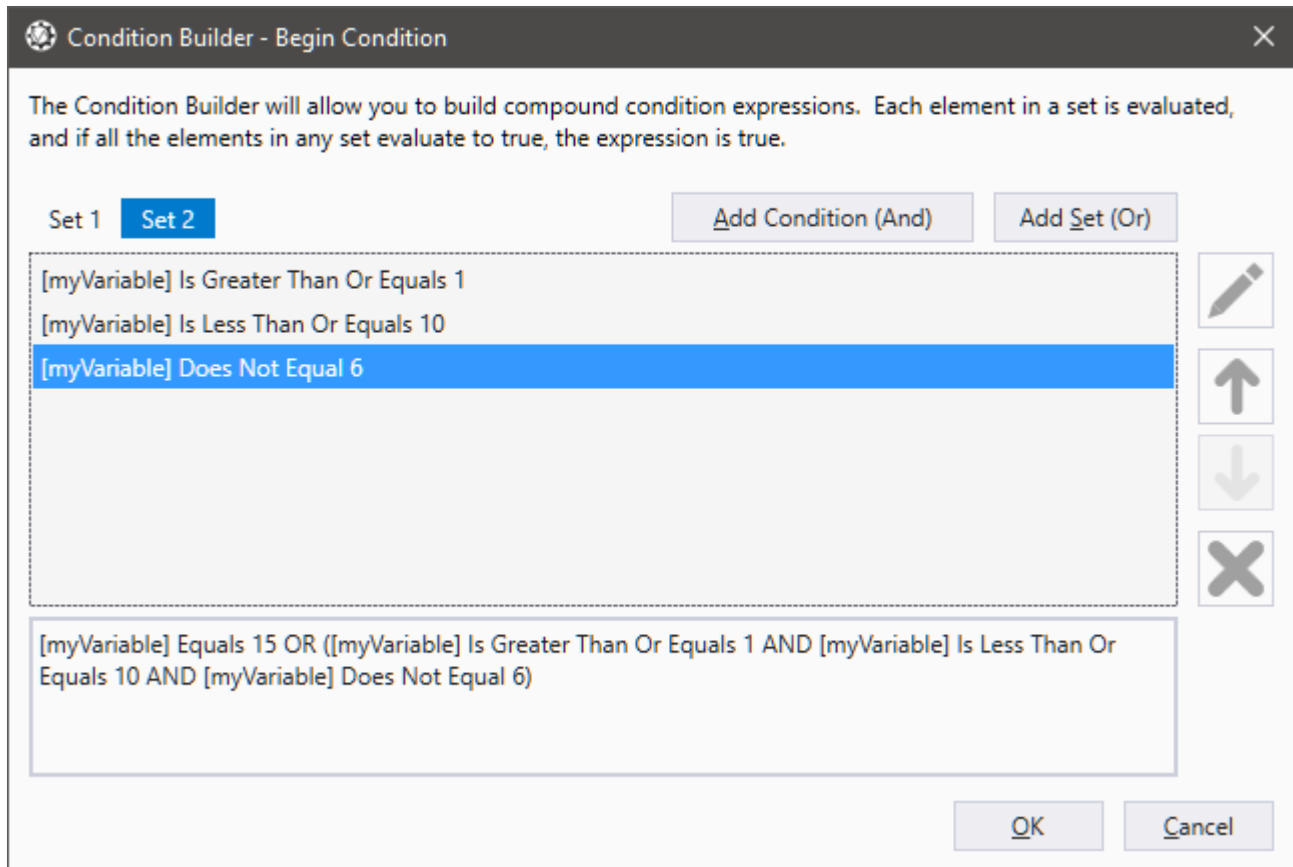 Condition Builder - Begin Condition
The Condition Builder will allow you to build compound condition expressions.  Each element in a set is evaluated,
and if all the elements in any set evaluate to true, the expression is true.
Set 1 Set 2 Add Condition (And) Add Set (Or)
[myVariable] Is Greater Than Or Equals 1
[myVariable] Is Less Than Or Equals 10
[myVariable] Does Not Equal 6
[myVariable] Equals 15 OR ([myVariable] Is Greater Than Or Equals 1 AND [myVariable] Is Less Than Or
Equals 10 AND [myVariable] Does Not Equal 6)
OK Cancel